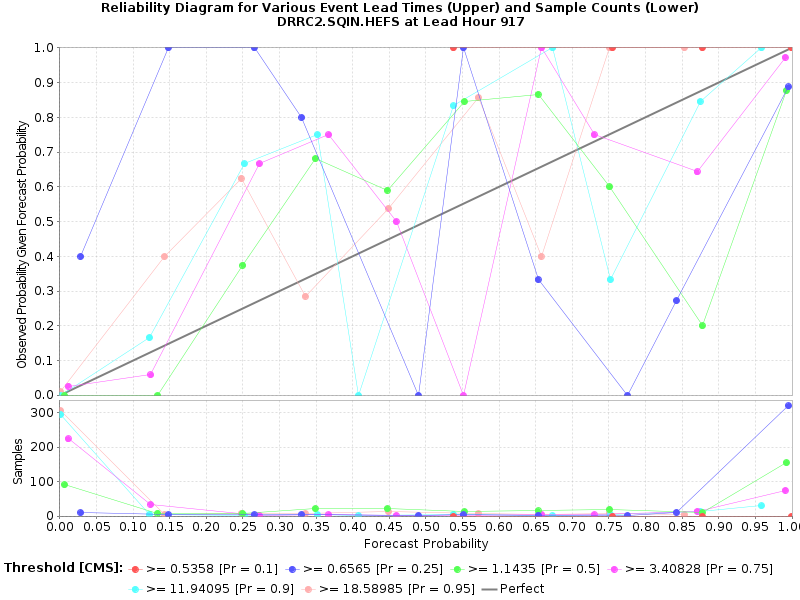 Reliability Diagram for Various Event Lead Times (Upper) and Sample Counts (Lower)
DRRC2.SQIN.HEFS at Lead Hour 917
Observed Probability Given Forecast Probability
1.0
0.9
0.8
0.7
0.6
0.5
0.4
0.3
0.2
0.1
0.0
Samples
300
200
100
0
0.00 0.05 0.10 0.15 0.20 0.25 0.30 0.35 0.40 0.45 0.50 0.55 0.60 0.65 0.70 0.75 0.80 0.85 0.90 0.95 1.0
Forecast Probability
Threshold [CMS]: >= 0.5358 [Pr = 0.1] >= 0.6565 [Pr = 0.25] >= 1.1435 [Pr = 0.5] >= 3.40828 [Pr = 0.75]
>= 11.94095 [Pr = 0.9] >= 18.58985 [Pr = 0.95] Perfect